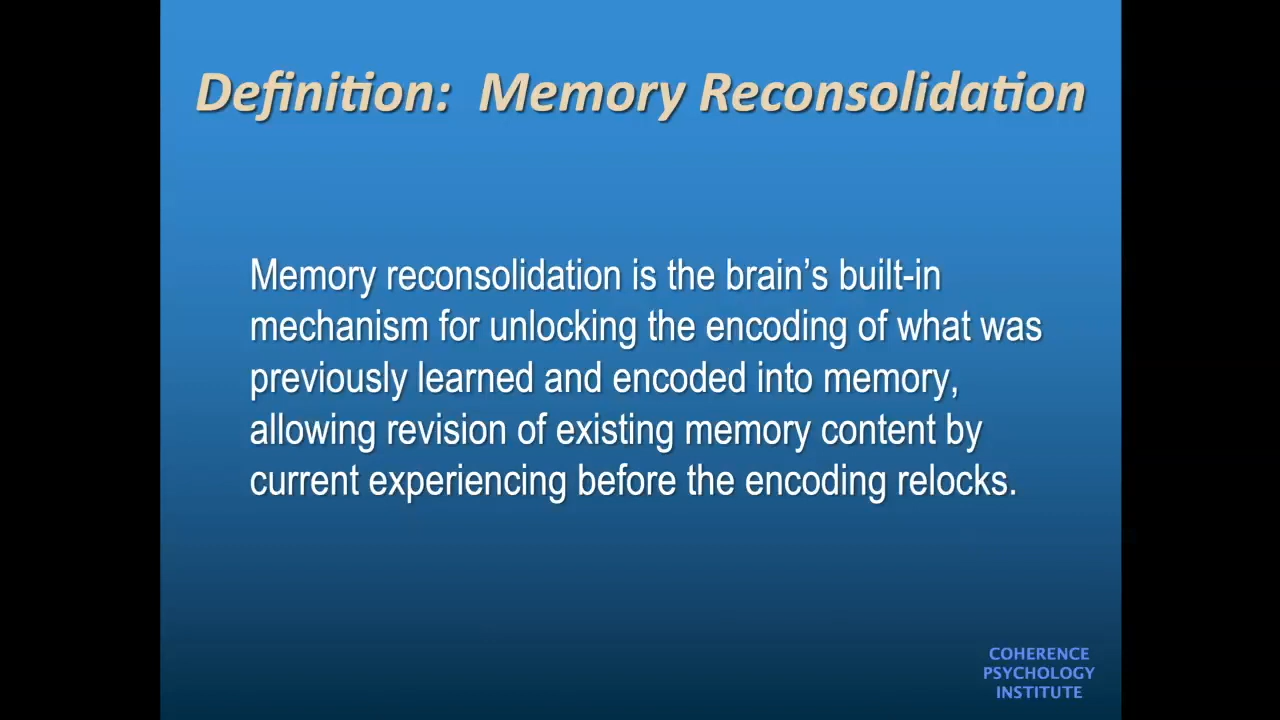 Definition:  Memory Reconsolidation
Memory reconsolidation is the brain’s built-in
mechanism for unlocking the encoding of what was
previously learned and encoded into memory,
allowing revision of existing memory content by
current experiencing before the encoding relocks.
COHERENCE
PSYCHOLOGY
INSTITUTE